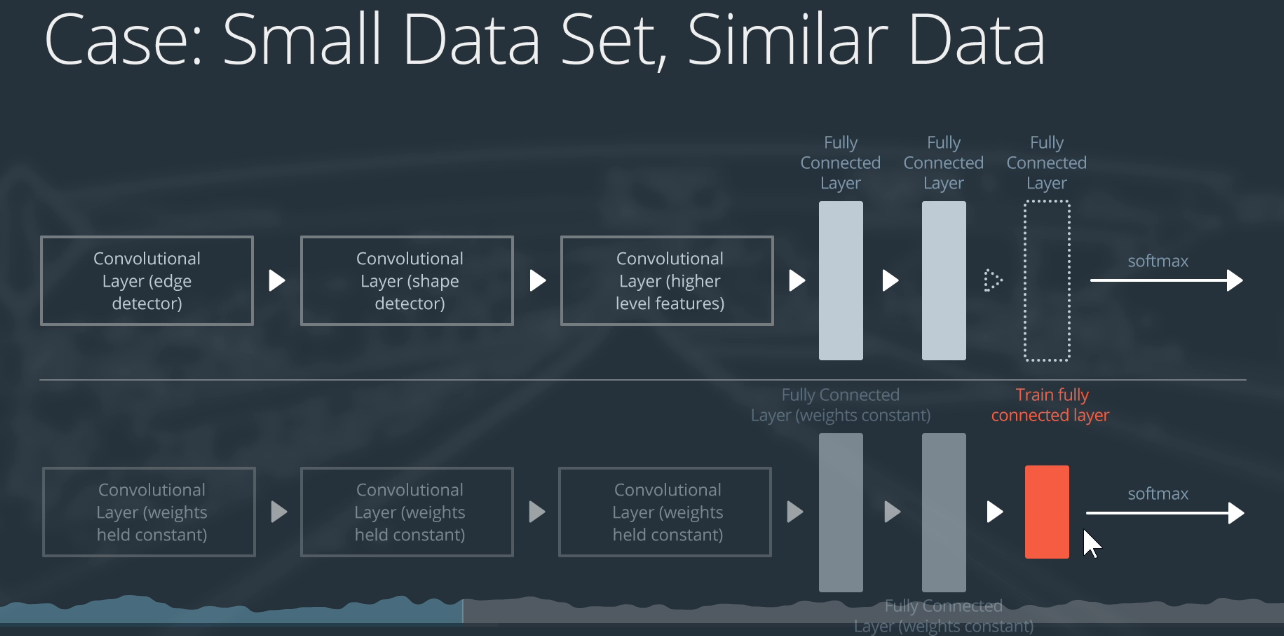 Case: Small Data Set, Similar Data
Fully
Connected
Layer
Fully
Connected
Layer
Fully
Connected
Layer
Convolutional
Layer (edge
detector)
Convolutional
Layer (shape
detector)
Convolutional
Layer (higher
level features)
softmax
Fully Connected
Layer (weights constant)
Train fully
connected layer
Convolutional
Layer (weights
held constant)
Convolutional
Layer (weights
held constant)
Convolutional
Layer (weights
held constant)
softmax
Fully Connected
Layer (weights constant)